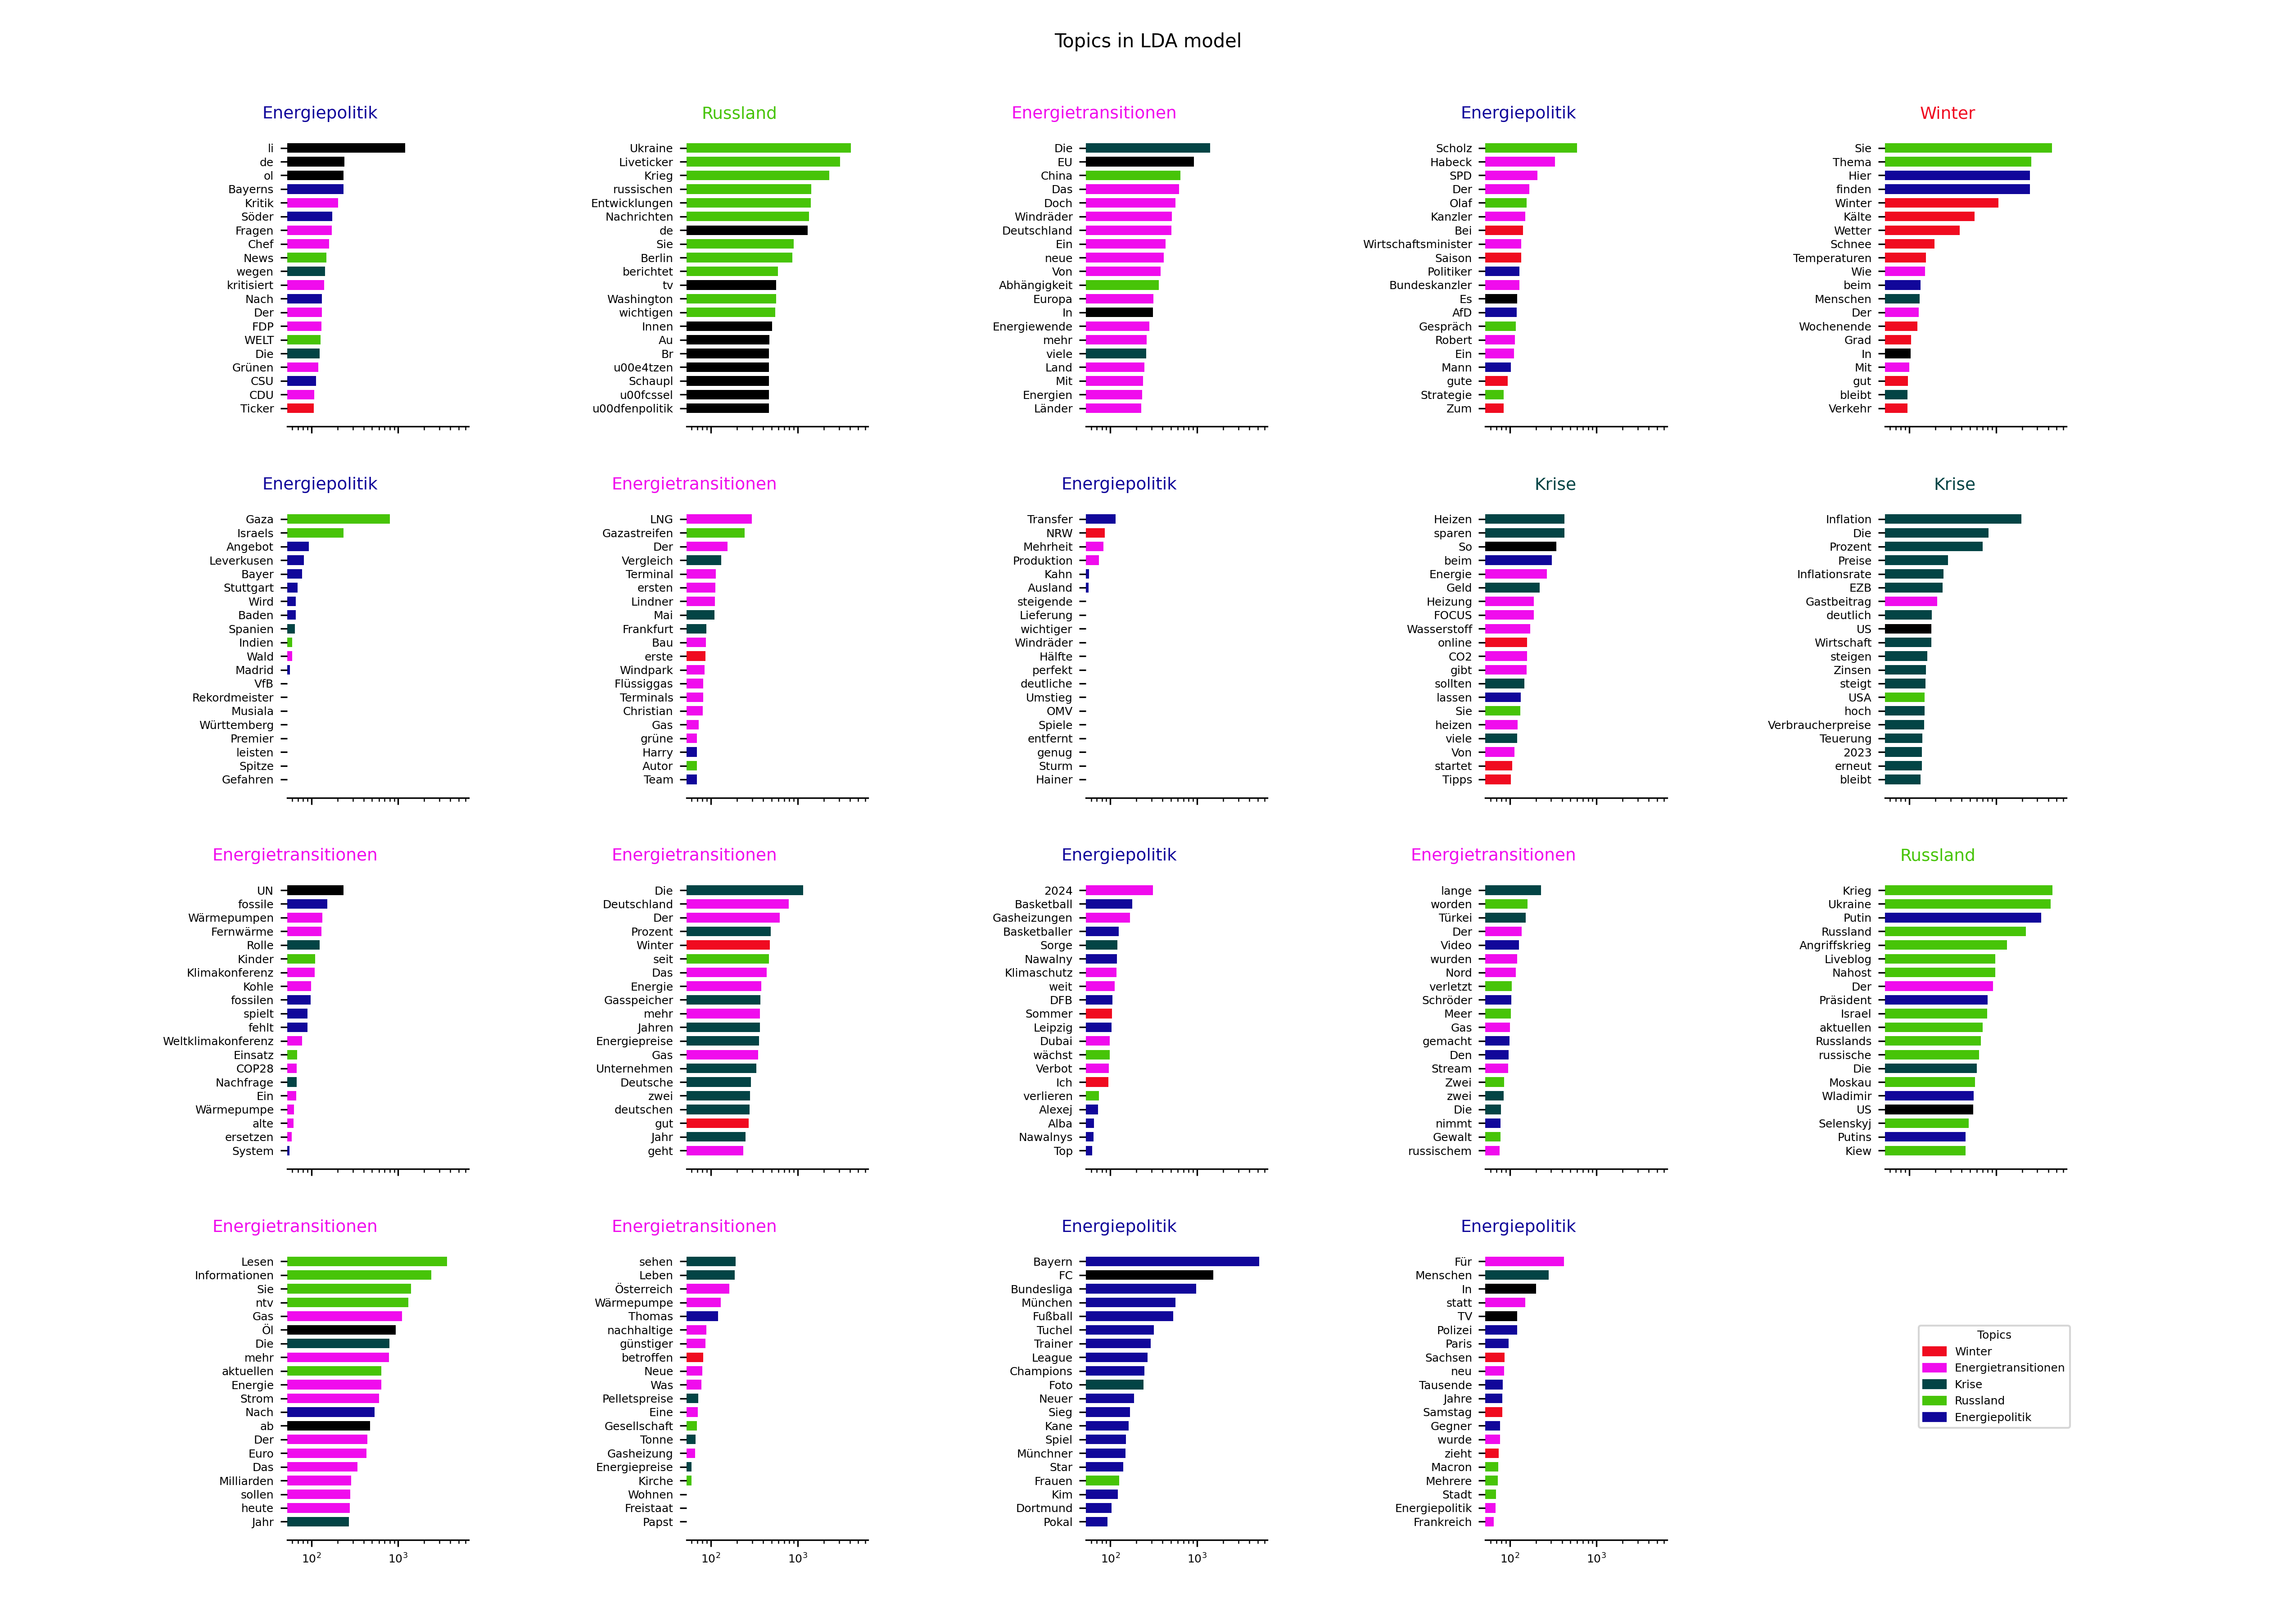 Topics in LDA model
Energiepolitik
li
de
ol
Bayerns
Kritik
Söder
Fragen
Chef
News
wegen
kritisiert
Nach
Der
FDP
WELT
Die
Grünen
CSU
CDU
Ticker
Russland
Ukraine
Liveticker
Krieg
russischen
Entwicklungen
Nachrichten
de
Sie
Berlin
berichtet
tv
Washington
wichtigen
Innen
Au
Br
u00e4tzen
Schaupl
u00fcssel
u00dfenpolitik
Energietransitionen
Die
EU
China
Das
Doch
Windräder
Deutschland
Ein
neue
Von
Abhängigkeit
Europa
In
Energiewende
mehr
viele
Land
Mit
Energien
Länder
Energiepolitik
Scholz
Habeck
SPD
Der
Olaf
Kanzler
Bei
Wirtschaftsminister
Saison
Politiker
Bundeskanzler
Es
AfD
Gespräch
Robert
Ein
Mann
gute
Strategie
Zum
Winter
Sie
Thema
Hier
finden
Winter
Kälte
Wetter
Schnee
Temperaturen
Wie
beim
Menschen
Der
Wochenende
Grad
In
Mit
gut
bleibt
Verkehr
Energiepolitik
Gaza
Israels
Angebot
Leverkusen
Bayer
Stuttgart
Wird
Baden
Spanien
Indien
Wald
Madrid
VfB
Rekordmeister
Musiala
Württemberg
Premier
leisten
Spitze
Gefahren
Energietransitionen
LNG
Gazastreifen
Der
Vergleich
Terminal
ersten
Lindner
Mai
Frankfurt
Bau
erste
Windpark
Flüssiggas
Terminals
Christian
Gas
grüne
Harry
Autor
Team
Energiepolitik
Transfer
NRW
Mehrheit
Produktion
Kahn
Ausland
steigende
Lieferung
wichtiger
Windräder
Hälfte
perfekt
deutliche
Umstieg
OMV
Spiele
entfernt
genug
Sturm
Hainer
Krise
Heizen
sparen
So
beim
Energie
Geld
Heizung
FOCUS
Wasserstoff
online
CO2
gibt
sollten
lassen
Sie
heizen
viele
Von
startet
Tipps
Krise
Inflation
Die
Prozent
Preise
Inflationsrate
EZB
Gastbeitrag
deutlich
US
Wirtschaft
steigen
Zinsen
steigt
USA
hoch
Verbraucherpreise
Teuerung
2023
erneut
bleibt
Energietransitionen
UN
fossile
Wärmepumpen
Fernwärme
Rolle
Kinder
Klimakonferenz
Kohle
fossilen
spielt
fehlt
Weltklimakonferenz
Einsatz
COP28
Nachfrage
Ein
Wärmepumpe
alte
ersetzen
System
Energietransitionen
Die
Deutschland
Der
Prozent
Winter
seit
Das
Energie
Gasspeicher
mehr
Jahren
Energiepreise
Gas
Unternehmen
Deutsche
zwei
deutschen
gut
Jahr
geht
Energiepolitik
2024
Basketball
Gasheizungen
Basketballer
Sorge
Nawalny
Klimaschutz
weit
DFB
Sommer
Leipzig
Dubai
wächst
Verbot
Ich
verlieren
Alexej
Alba
Nawalnys
Top
Energietransitionen
lange
worden
Türkei
Der
Video
wurden
Nord
verletzt
Schröder
Meer
Gas
gemacht
Den
Stream
Zwei
zwei
Die
nimmt
Gewalt
russischem
Russland
Krieg
Ukraine
Putin
Russland
Angriffskrieg
Liveblog
Nahost
Der
Präsident
Israel
aktuellen
Russlands
russische
Die
Moskau
Wladimir
US
Selenskyj
Putins
Kiew
Energietransitionen
Lesen
Informationen
Sie
ntv
Gas
Öl
Die
mehr
aktuellen
Energie
Strom
Nach
ab
Der
Euro
Das
Milliarden
sollen
heute
Jahr
10² 10³
Energietransitionen
sehen
Leben
Österreich
Wärmepumpe
Thomas
nachhaltige
günstiger
betroffen
Neue
Was
Pelletspreise
Eine
Gesellschaft
Tonne
Gasheizung
Energiepreise
Kirche
Wohnen
Freistaat
Papst
10² 10³
Energiepolitik
Bayern
FC
Bundesliga
München
Fußball
Tuchel
Trainer
League
Champions
Foto
Neuer
Sieg
Kane
Spiel
Münchner
Star
Frauen
Kim
Dortmund
Pokal
10² 10³
Energiepolitik
Für
Menschen
In
statt
TV
Polizei
Paris
Sachsen
neu
Tausende
Jahre
Samstag
Gegner
wurde
zieht
Macron
Mehrere
Stadt
Energiepolitik
Frankreich
10² 10³
Topics
Winter
Energietransitionen
Krise
Russland
Energiepolitik